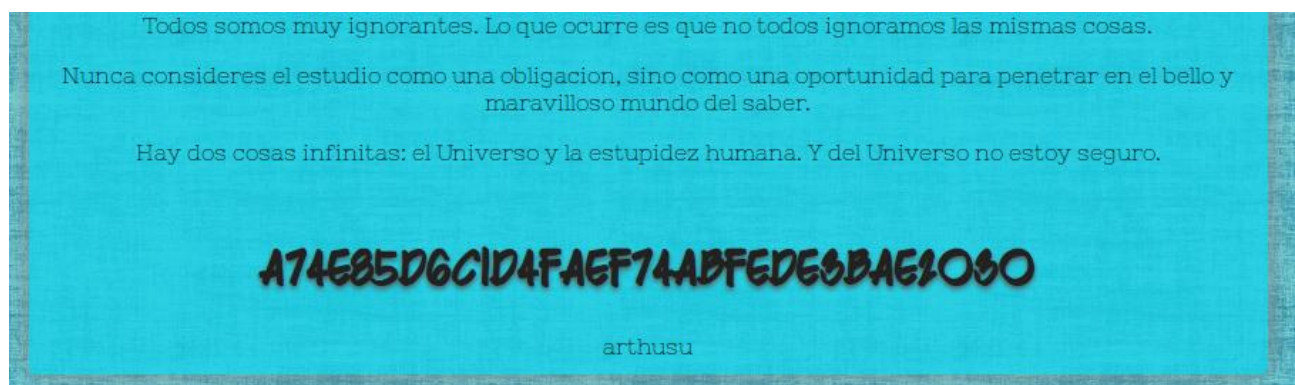 Todos somos muy ignorantes. Lo que ocurre es que no todos ignoramos las mismas cosas.
Nunca consideres el estudio como una obligacion, sino como una oportunidad para penetrar en el bello y
maravilloso mundo del saber.
Hay dos cosas infinitas: el Universo y la estupidez humana. Y del Universo no estoy seguro.
A74E85D6C1D4FAEF74ABFEDE3BAE2030
arthusu